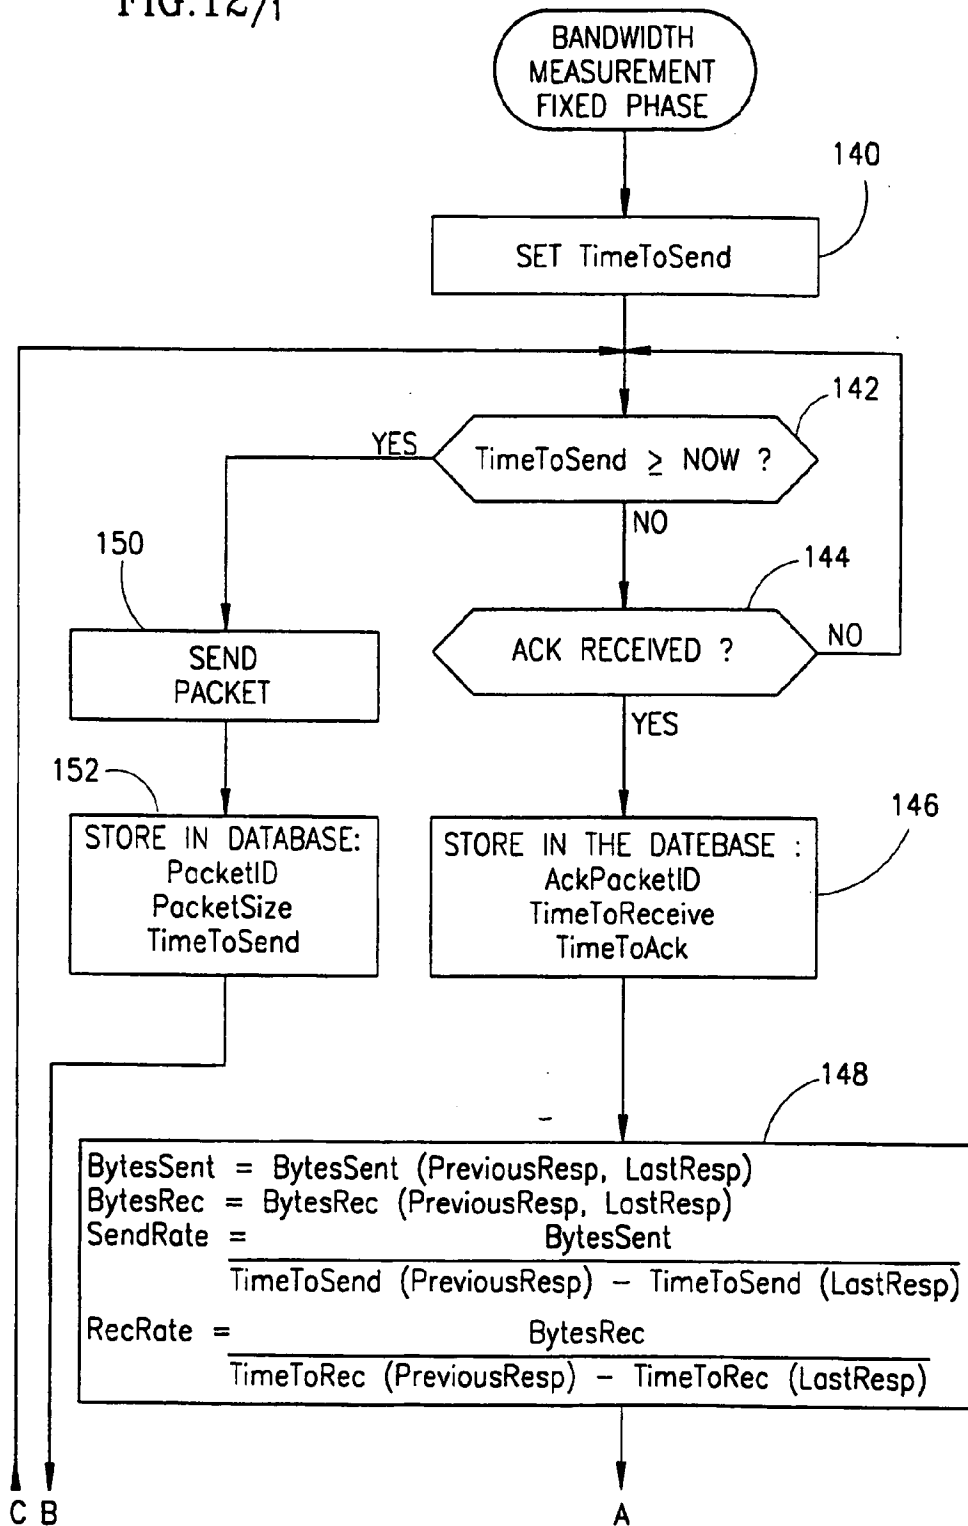 FIG.12/1
BANDWIDTH
MEASUREMENT
FIXED PHASE
140
SET TimeToSend
142
YES
TimeToSend ≥ NOW ?
NO
150
144
SEND
PACKET
ACK RECEIVED ?
NO
YES
152
146
STORE IN DATABASE:
PacketID
PacketSize
TimeToSend
STORE IN THE DATEBASE :
AckPacketID
TimeToReceive
TimeToAck
148
BytesSent = BytesSent (PreviousResp, LastResp)
BytesRec = BytesRec (PreviousResp, LastResp)
SendRate = BytesSent
TimeToSend (PreviousResp) – TimeToSend (LastResp)
RecRate = BytesRec
TimeToRec (PreviousResp) – TimeToRec (LastResp)
C B
A